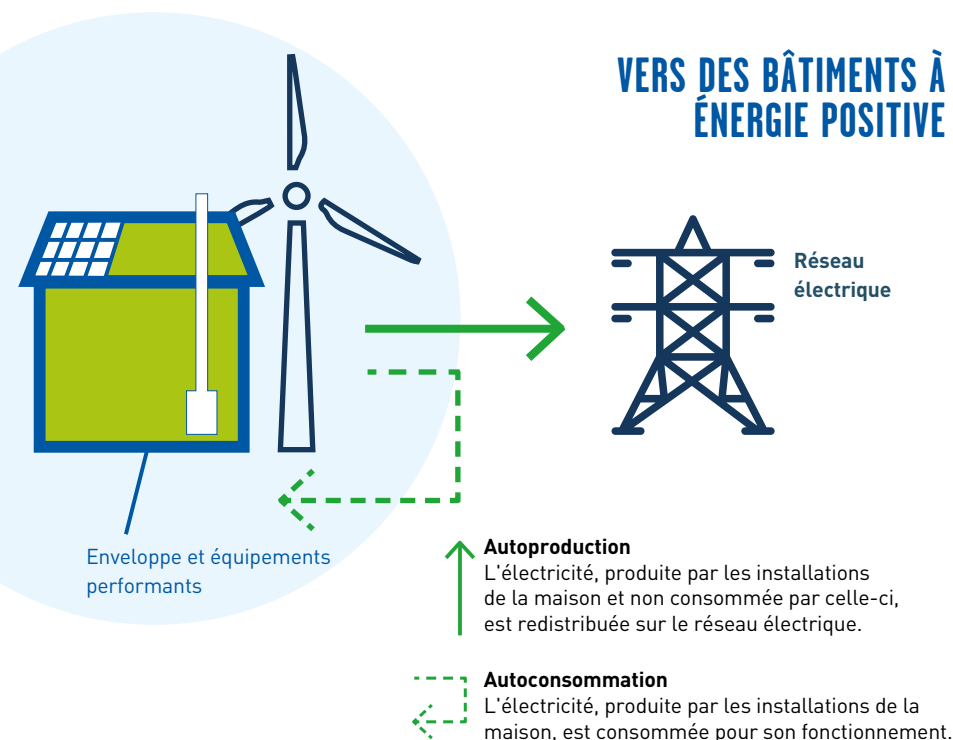 VERS DES BÂTIMENTS À
ÉNERGIE POSITIVE
Réseau
électrique
Enveloppe et équipements
performants
Autoproduction
L'électricité, produite par les installations
de la maison et non consommée par celle-ci,
est redistribuée sur le réseau électrique.
Autoconsommation
L'électricité, produite par les installations de la
maison, est consommée pour son fonctionnement.